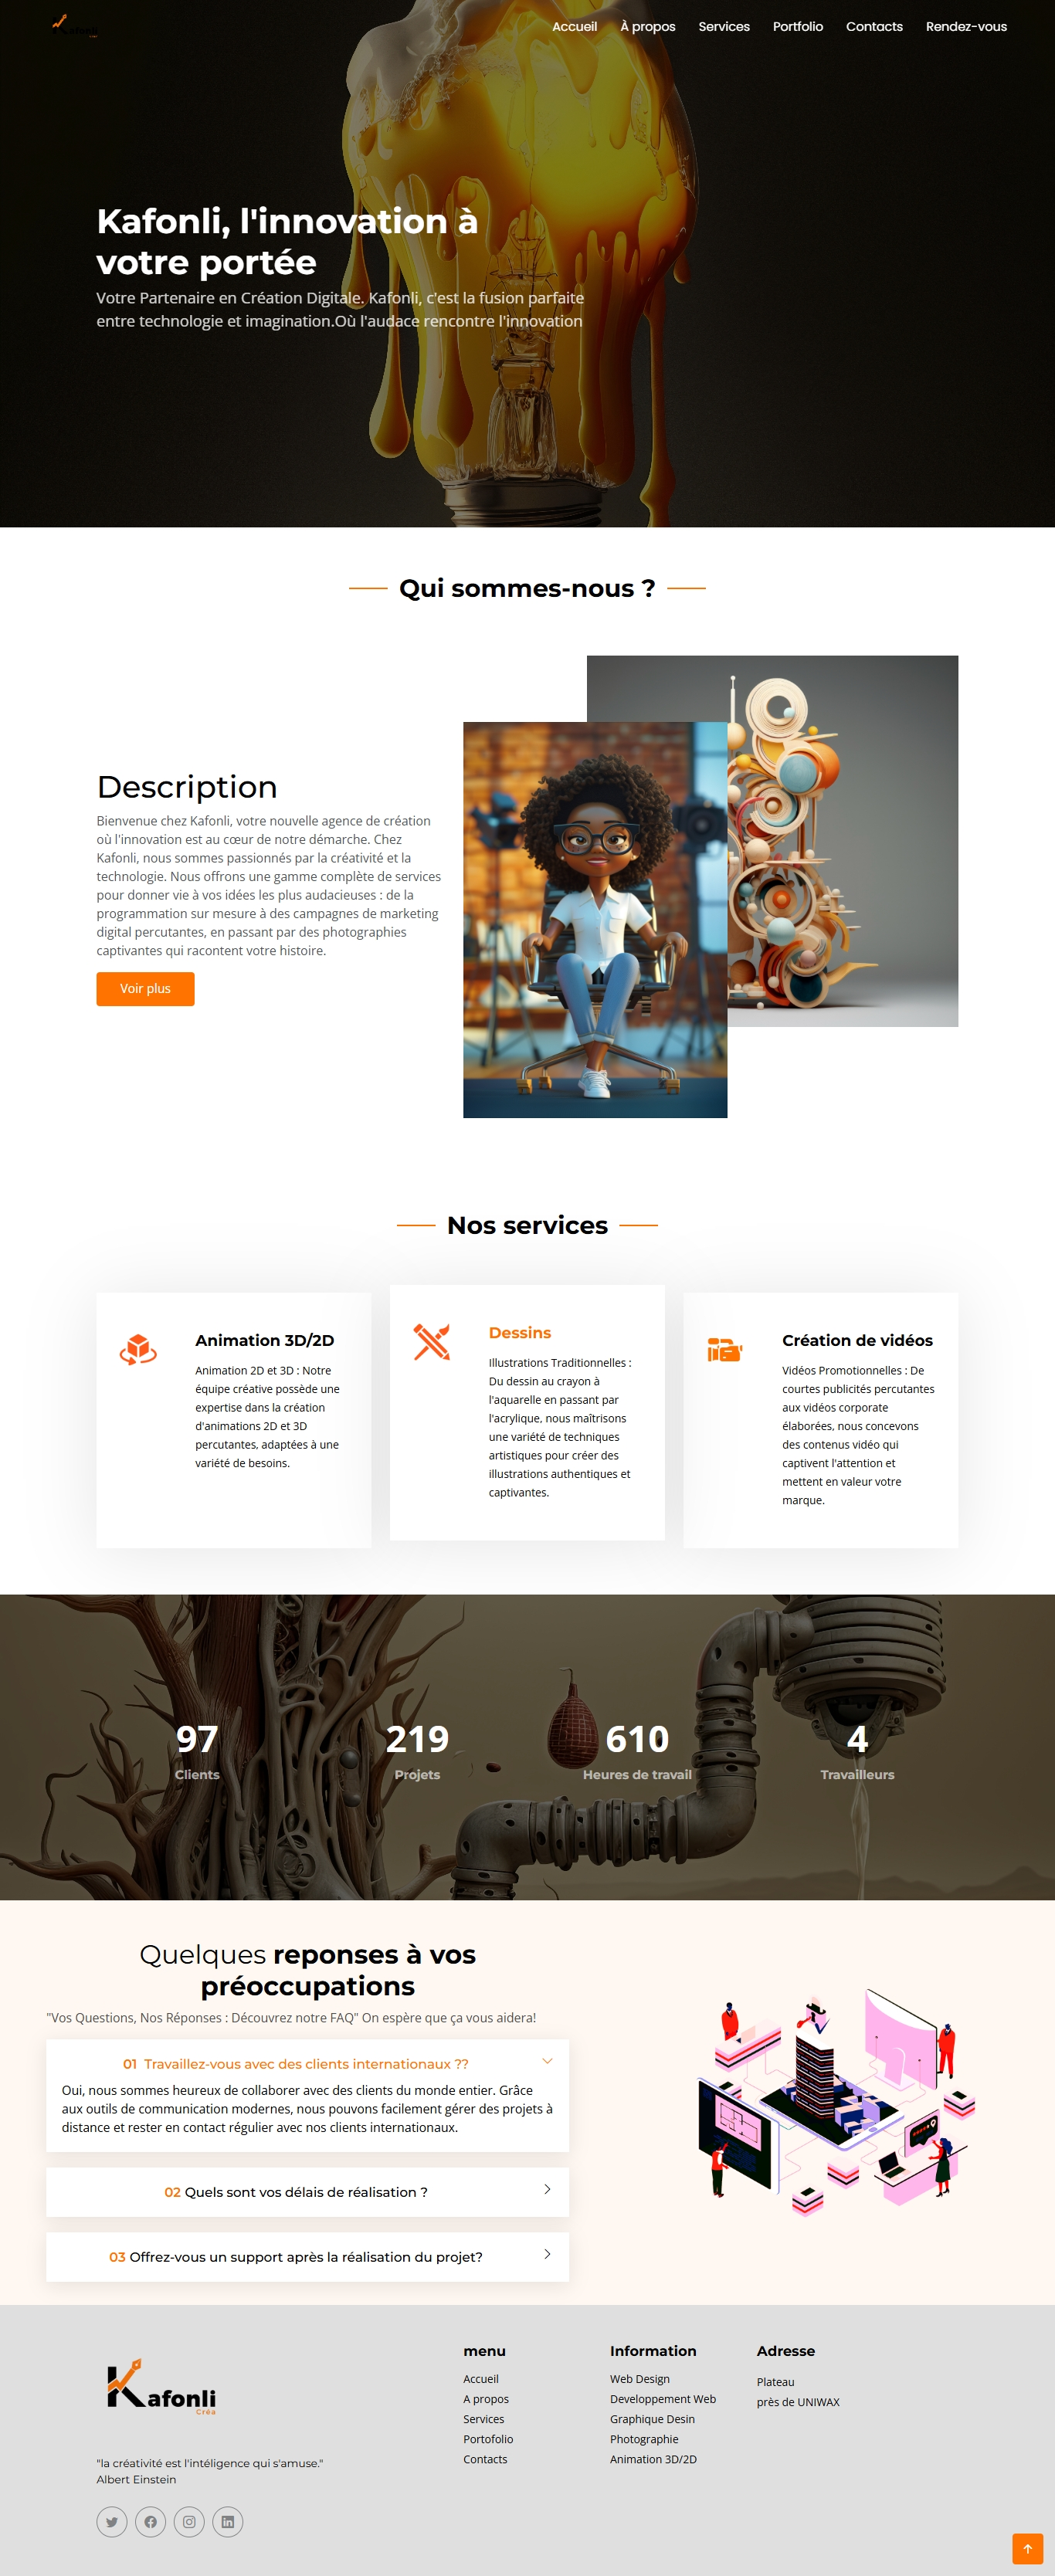 Kafonli
Accueil À propos Services Portfolio Contacts Rendez-vous
Kafonli, l'innovation à
votre portée
Votre Partenaire en Création Digitale. Kafonli, c'est la fusion parfaite
entre technologie et imagination.Où l'audace rencontre l'innovation
Qui sommes-nous ?
Description
Bienvenue chez Kafonli, votre nouvelle agence de création
où l'innovation est au cœur de notre démarche. Chez
Kafonli, nous sommes passionnés par la créativité et la
technologie. Nous offrons une gamme complète de services
pour donner vie à vos idées les plus audacieuses : de la
programmation sur mesure à des campagnes de marketing
digital percutantes, en passant par des photographies
captivantes qui racontent votre histoire.
Voir plus
Nos services
Animation 3D/2D
Animation 2D et 3D : Notre
équipe créative possède une
expertise dans la création
d'animations 2D et 3D
percutantes, adaptées à une
variété de besoins.
Dessins
Illustrations Traditionnelles :
Du dessin au crayon à
l'aquarelle en passant par
l'acrylique, nous maîtrisons
une variété de techniques
artistiques pour créer des
illustrations authentiques et
captivantes.
Création de vidéos
Vidéos Promotionnelles : De
courtes publicités percutantes
aux vidéos corporate
élaborées, nous concevons
des contenus vidéo qui
captivent l'attention et
mettent en valeur votre
marque.
97
Clients
219
Projets
610
Heures de travail
4
Travailleurs
Quelques reponses à vos
préoccupations
"Vos Questions, Nos Réponses : Découvrez notre FAQ" On espère que ça vous aidera!
01 Travaillez-vous avec des clients internationaux ??
Oui, nous sommes heureux de collaborer avec des clients du monde entier. Grâce
aux outils de communication modernes, nous pouvons facilement gérer des projets à
distance et rester en contact régulier avec nos clients internationaux.
02 Quels sont vos délais de réalisation ?
03 Offrez-vous un support après la réalisation du projet?
Kafonli
Créa
"la créativité est l'intéligence qui s'amuse."
Albert Einstein
menu
Accueil
A propos
Services
Portofolio
Contacts
Information
Web Design
Developpement Web
Graphique Desin
Photographie
Animation 3D/2D
Adresse
Plateau
près de UNIWAX